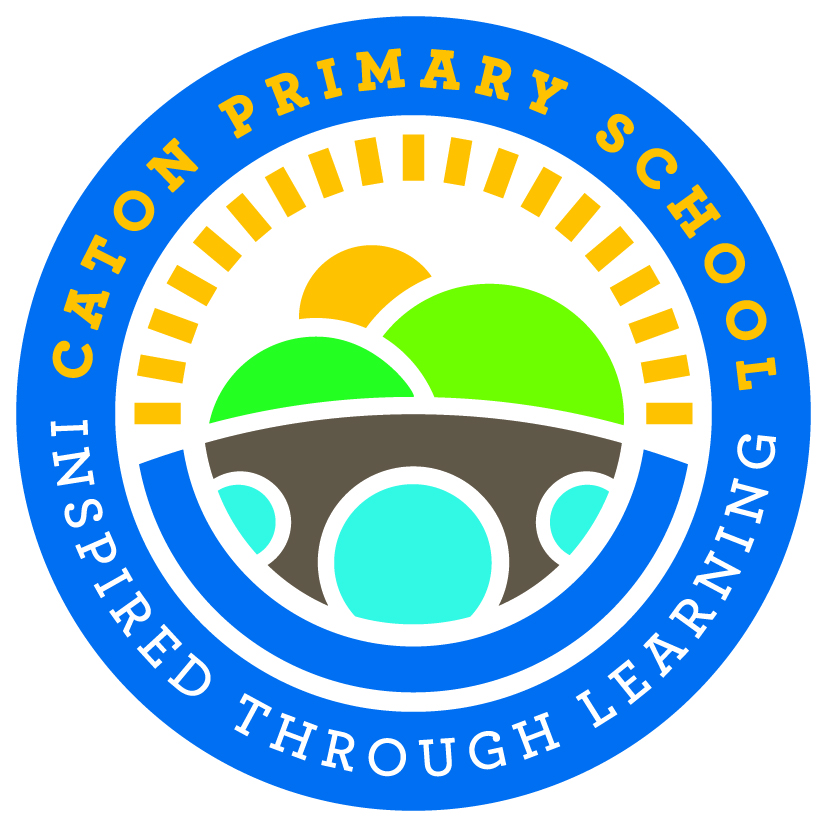 CATON PRIMARY SCHOOL
INSPIRED THROUGH LEARNING